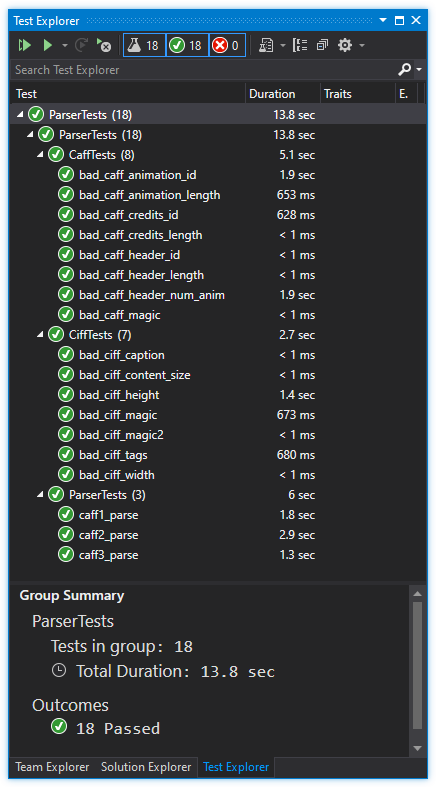 Test Explorer
18 18 0
Search Test Explorer
Test Duration Traits E.
ParserTests (18) 13.8 sec
ParserTests (18) 13.8 sec
CaffTests (8) 5.1 sec
bad_caff_animation_id 1.9 sec
bad_caff_animation_length 653 ms
bad_caff_credits_id 628 ms
bad_caff_credits_length < 1 ms
bad_caff_header_id < 1 ms
bad_caff_header_length < 1 ms
bad_caff_header_num_anim 1.9 sec
bad_caff_magic < 1 ms
CiffTests (7) 2.7 sec
bad_ciff_caption < 1 ms
bad_ciff_content_size < 1 ms
bad_ciff_height 1.4 sec
bad_ciff_magic 673 ms
bad_ciff_magic2 < 1 ms
bad_ciff_tags 680 ms
bad_ciff_width < 1 ms
ParserTests (3) 6 sec
caff1_parse 1.8 sec
caff2_parse 2.9 sec
caff3_parse 1.3 sec
Group Summary
ParserTests
Tests in group: 18
Total Duration: 13.8 sec
Outcomes
18 Passed
Team Explorer Solution Explorer Test Explorer